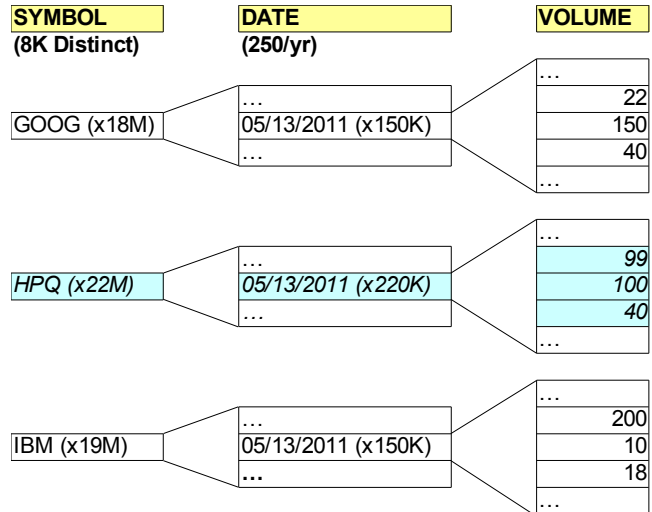 SYMBOL DATE VOLUME
(8K Distinct) (250/yr)
...
... 22
GOOG (x18M) 05/13/2011 (x150K) 150
... 40
...
...
... 99
HPQ (x22M) 05/13/2011 (x220K) 100
... 40
...
...
... 200
IBM (x19M) 05/13/2011 (x150K) 10
... 18
...